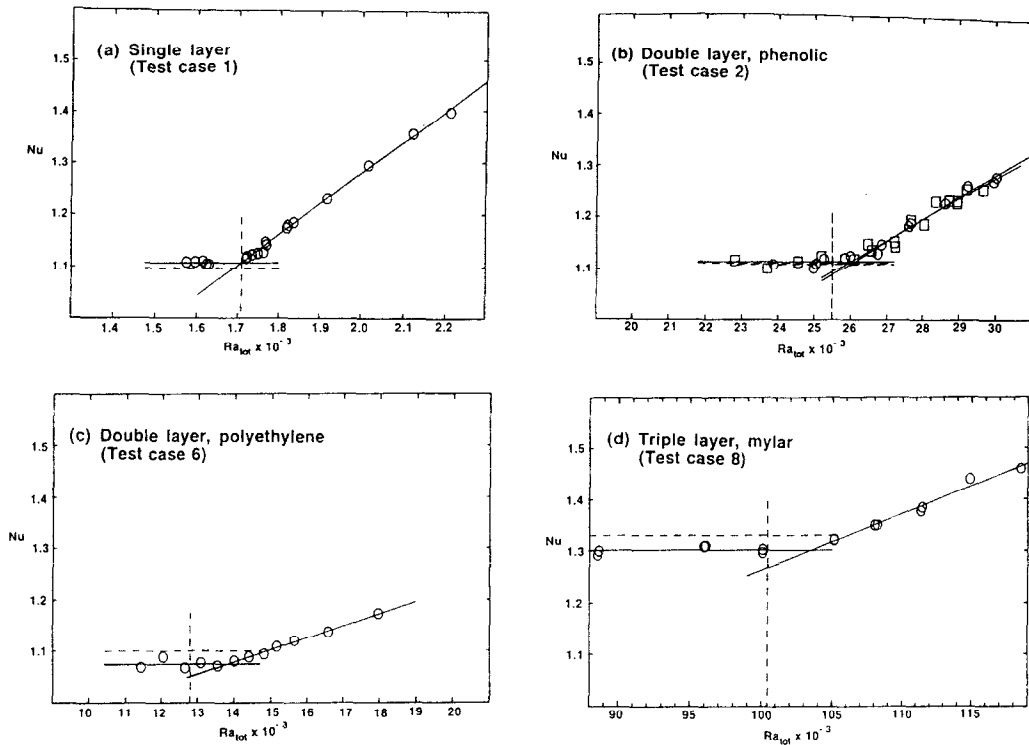 (a) Single layer
(Test case 1)
Nu
1.5
1.4
1.3
1.2
1.1
1.4 1.5 1.6 1.7 1.8 1.9 2.0 2.1 2.2
Ra_tot x 10^-3
(b) Double layer, phenolic
(Test case 2)
Nu
1.5
1.4
1.3
1.2
1.1
20 21 22 23 24 25 26 27 28 29 30
Ra_tot x 10^-3
(c) Double layer, polyethylene
(Test case 6)
Nu
1.5
1.4
1.3
1.2
1.1
10 11 12 13 14 15 16 17 18 19 20
Ra_tot x 10^-3
(d) Triple layer, mylar
(Test case 8)
Nu
1.5
1.4
1.3
1.2
1.1
90 95 100 105 110 115
Ra_tot x 10^-3